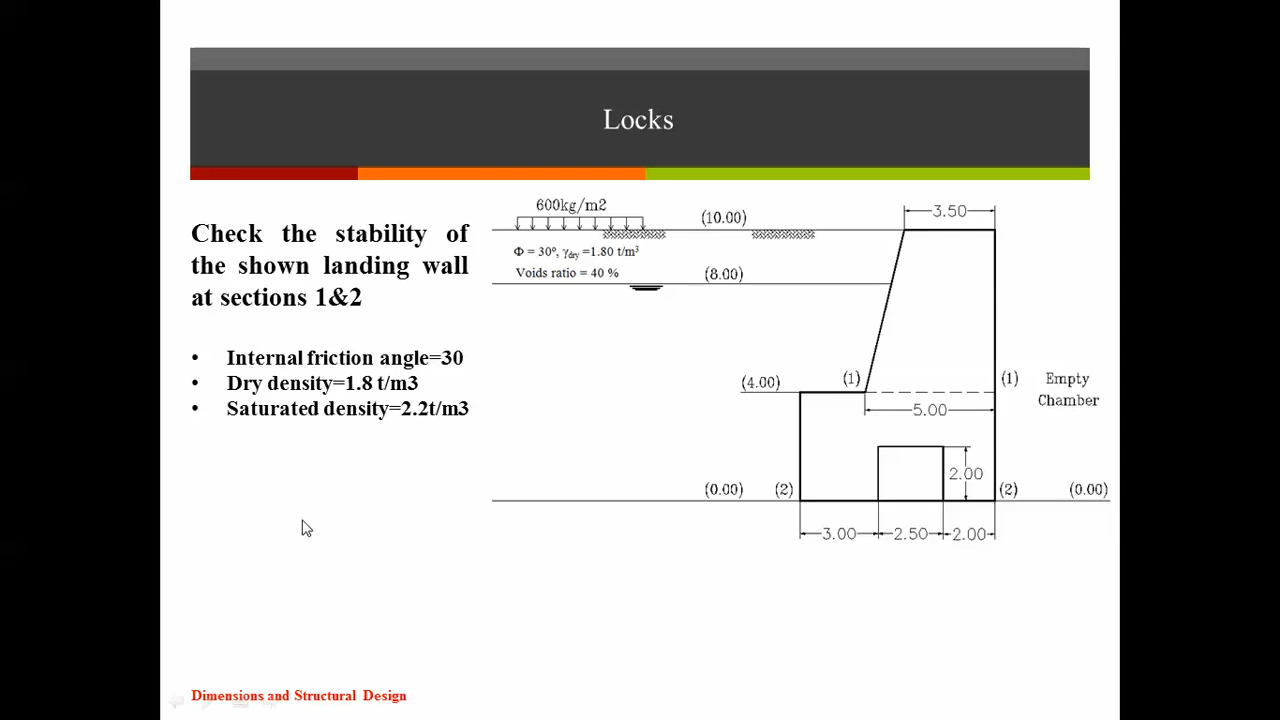 Locks
Check the stability of
the shown landing wall
at sections 1&2
• Internal friction angle=30
• Dry density=1.8 t/m3
• Saturated density=2.2t/m3
600kg/m2
(10.00)
3.50
Φ = 30º, γdry =1.80 t/m³
Voids ratio = 40 %
(8.00)
(4.00)
(1)
(1)
Empty
Chamber
5.00
2.00
(0.00)
(2)
(2)
(0.00)
3.00
2.50
2.00
Dimensions and Structural Design